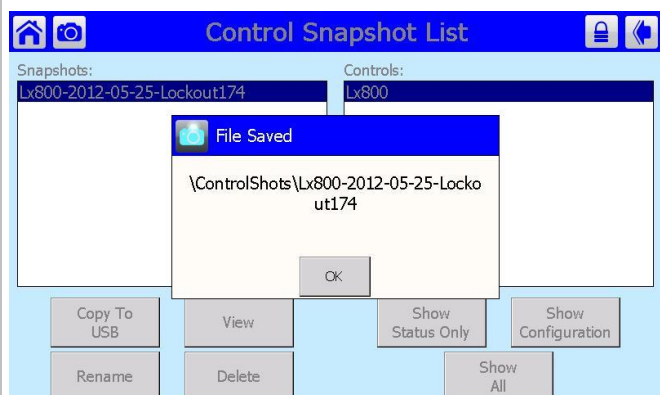 Control Snapshot List
Snapshots:
Controls:
Lx800-2012-05-25-Lockout174
Lx800
File Saved
\ControlShots\Lx800-2012-05-25-Locko
ut174
OK
Copy To
USB
View
Show
Status Only
Show
Configuration
Rename
Delete
Show
All